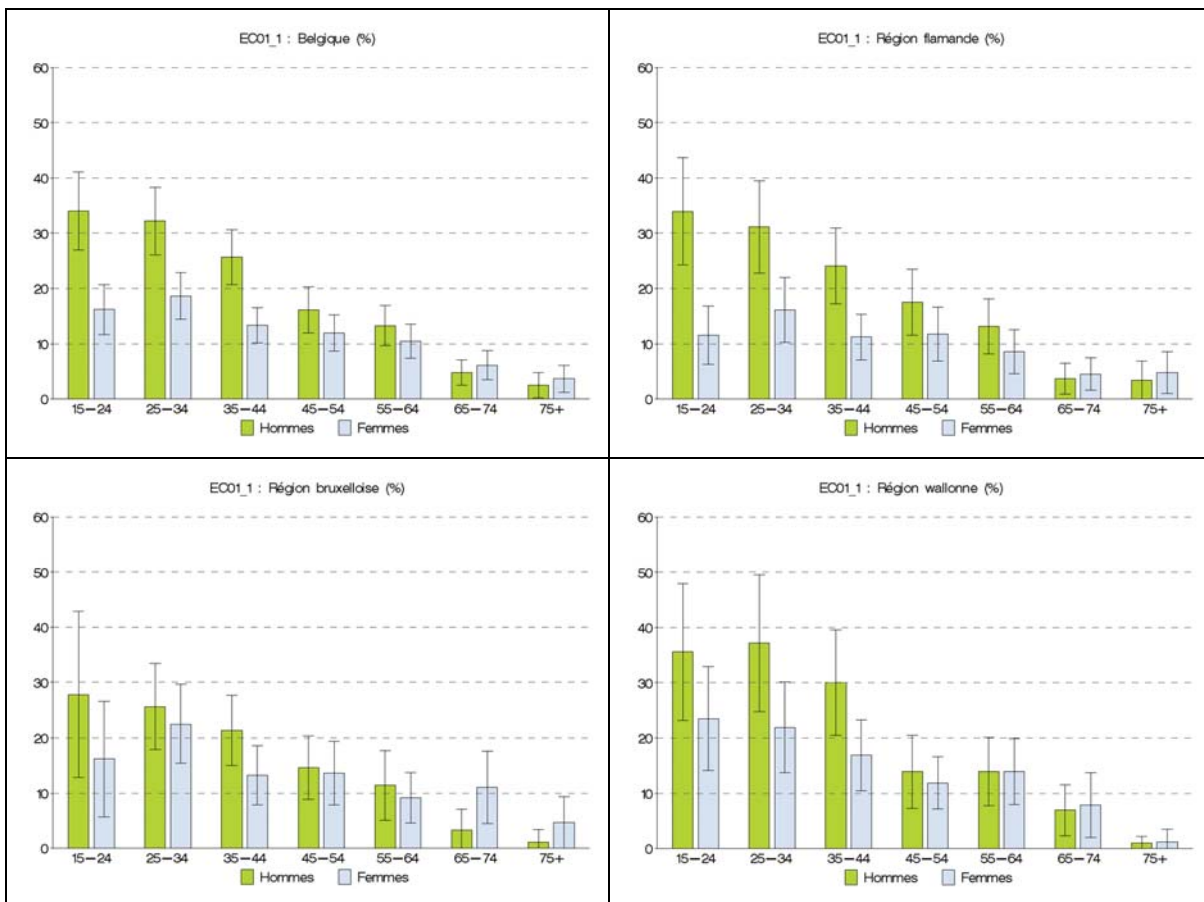 EC01_1 : Belgique (%)
60
50
40
30
20
10
0
15-24 25-34 35-44 45-54 55-64 65-74 75+
Hommes Femmes
EC01_1 : Région flamande (%)
60
50
40
30
20
10
0
15-24 25-34 35-44 45-54 55-64 65-74 75+
Hommes Femmes
EC01_1 : Région bruxelloise (%)
60
50
40
30
20
10
0
15-24 25-34 35-44 45-54 55-64 65-74 75+
Hommes Femmes
EC01_1 : Région wallonne (%)
60
50
40
30
20
10
0
15-24 25-34 35-44 45-54 55-64 65-74 75+
Hommes Femmes